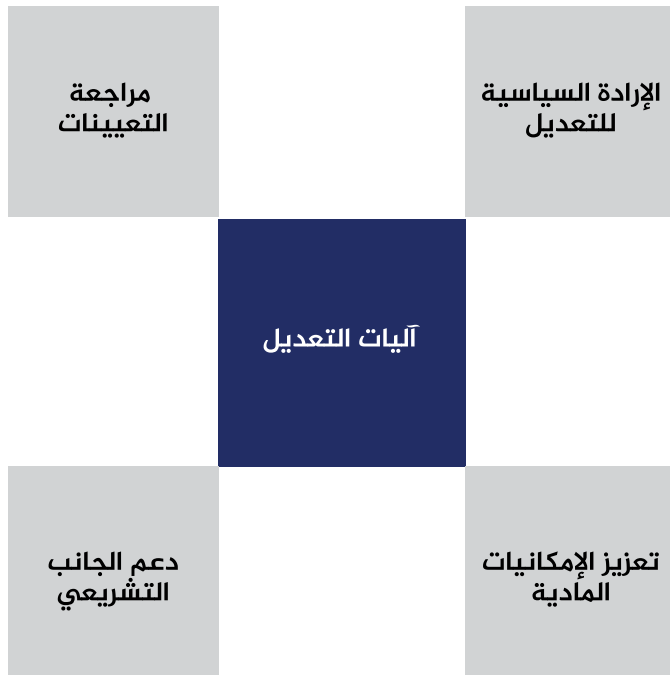 الإرادة السياسية
للتعديل
مراجعة
التعيينات
آليات التعديل
تعزيز الإمكانيات
المادية
دعم الجانب
التشريعي